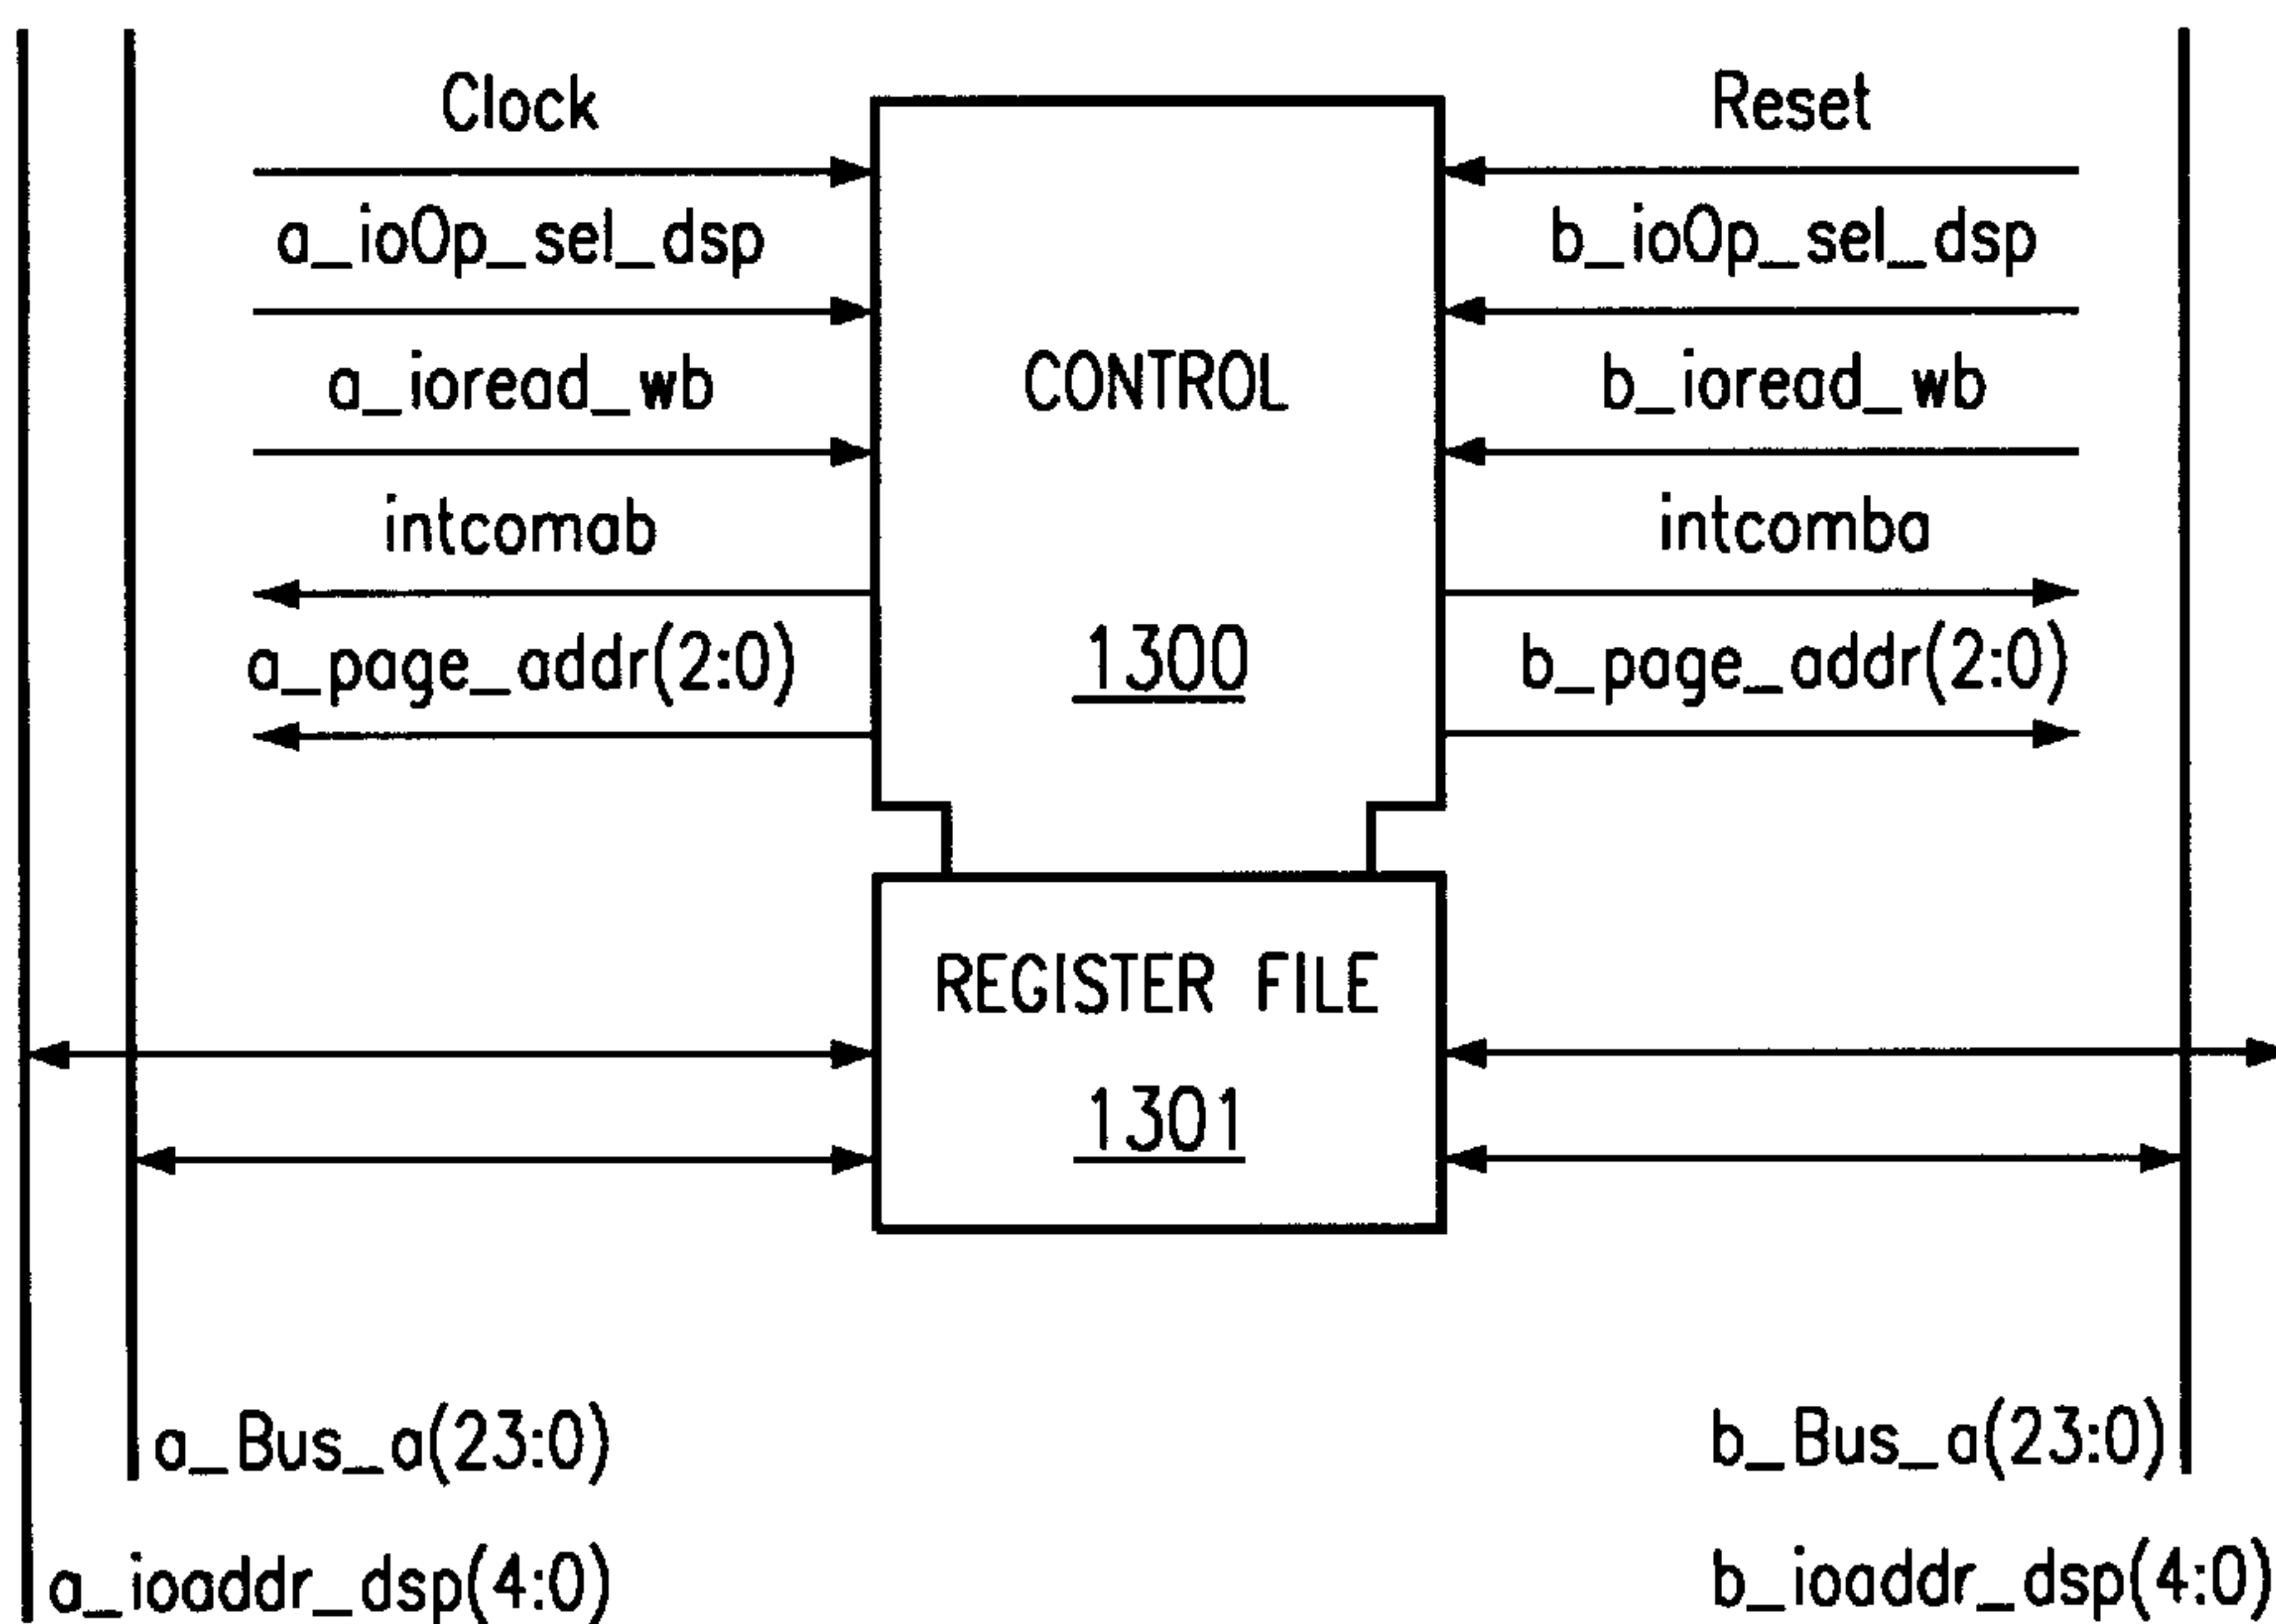 Clock
Reset
a_ioOp_sel_dsp
b_ioOp_sel_dsp
a_ioread_wb
CONTROL
b_ioread_wb
intcomab
intcomba
a_page_addr(2:0)
1300
b_page_addr(2:0)
REGISTER FILE
1301
a_Bus_a(23:0)
b_Bus_a(23:0)
a_ioaddr_dsp(4:0)
b_ioaddr_dsp(4:0)